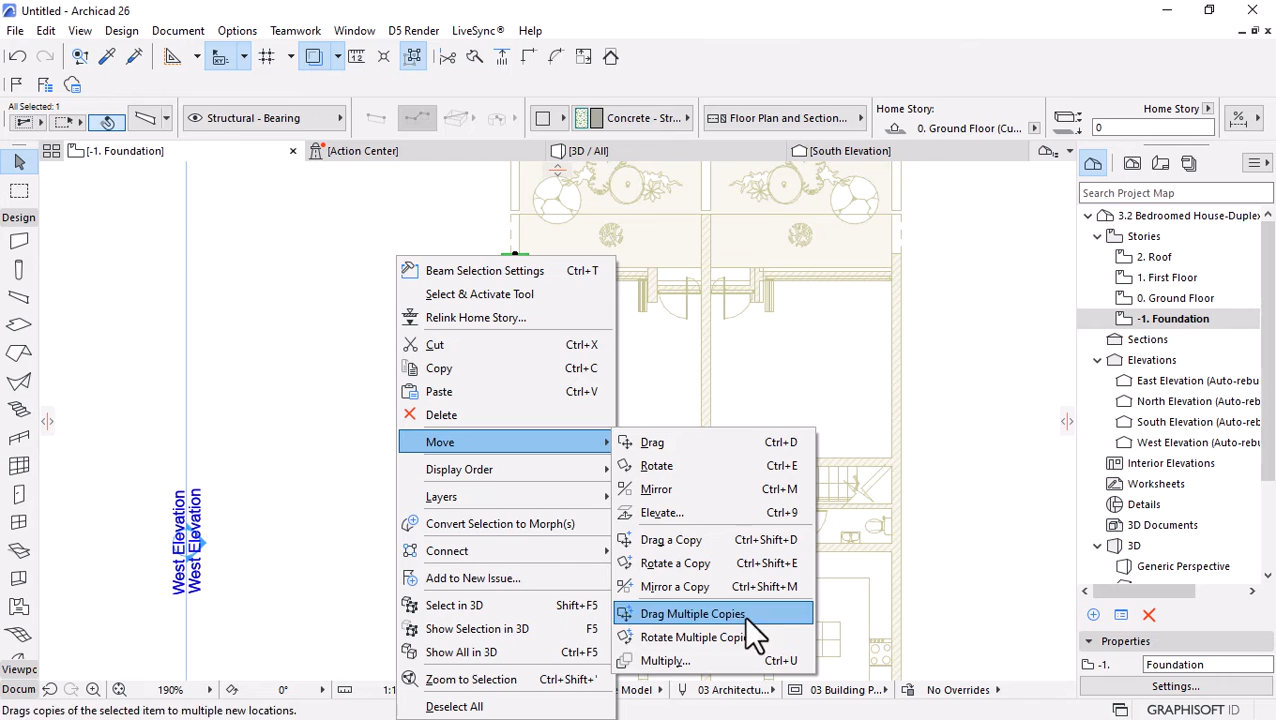 Untitled - Archicad 26
File Edit View Design Document Options Teamwork Window D5 Render LiveSync® Help
All Selected: 1
Structural - Bearing
Concrete - Str...
Floor Plan and Section...
Home Story:
0. Ground Floor (Cu...
Home Story
0
[-1. Foundation]
[Action Center]
[3D / All]
[South Elevation]
Design
Viewpc
Docum
Search Project Map
3.2 Bedroomed House-Duplex
Stories
2. Roof
1. First Floor
0. Ground Floor
-1. Foundation
Sections
Elevations
East Elevation (Auto-rebu
North Elevation (Auto-rebu
South Elevation (Auto-rebu
West Elevation (Auto-rebu
Interior Elevations
Worksheets
Details
3D Documents
3D
Generic Perspective
Properties
-1.
Foundation
Settings...
GRAPHISOFT ID
West Elevation
West Elevation
Beam Selection Settings Ctrl+T
Select & Activate Tool
Relink Home Story...
Cut Ctrl+X
Copy Ctrl+C
Paste Ctrl+V
Delete
Move
Display Order
Layers
Convert Selection to Morph(s)
Connect
Add to New Issue...
Select in 3D Shift+F5
Show Selection in 3D F5
Show All in 3D Ctrl+F5
Zoom to Selection Ctrl+Shift+'
Deselect All
Drag Ctrl+D
Rotate Ctrl+E
Mirror Ctrl+M
Elevate... Ctrl+9
Drag a Copy Ctrl+Shift+D
Rotate a Copy Ctrl+Shift+E
Mirror a Copy Ctrl+Shift+M
Drag Multiple Copies
Rotate Multiple Copi
Multiply... Ctrl+U
190%
0°
1:1
Model
03 Architectu...
03 Building P...
No Overrides
Drags copies of the selected item to multiple new locations.